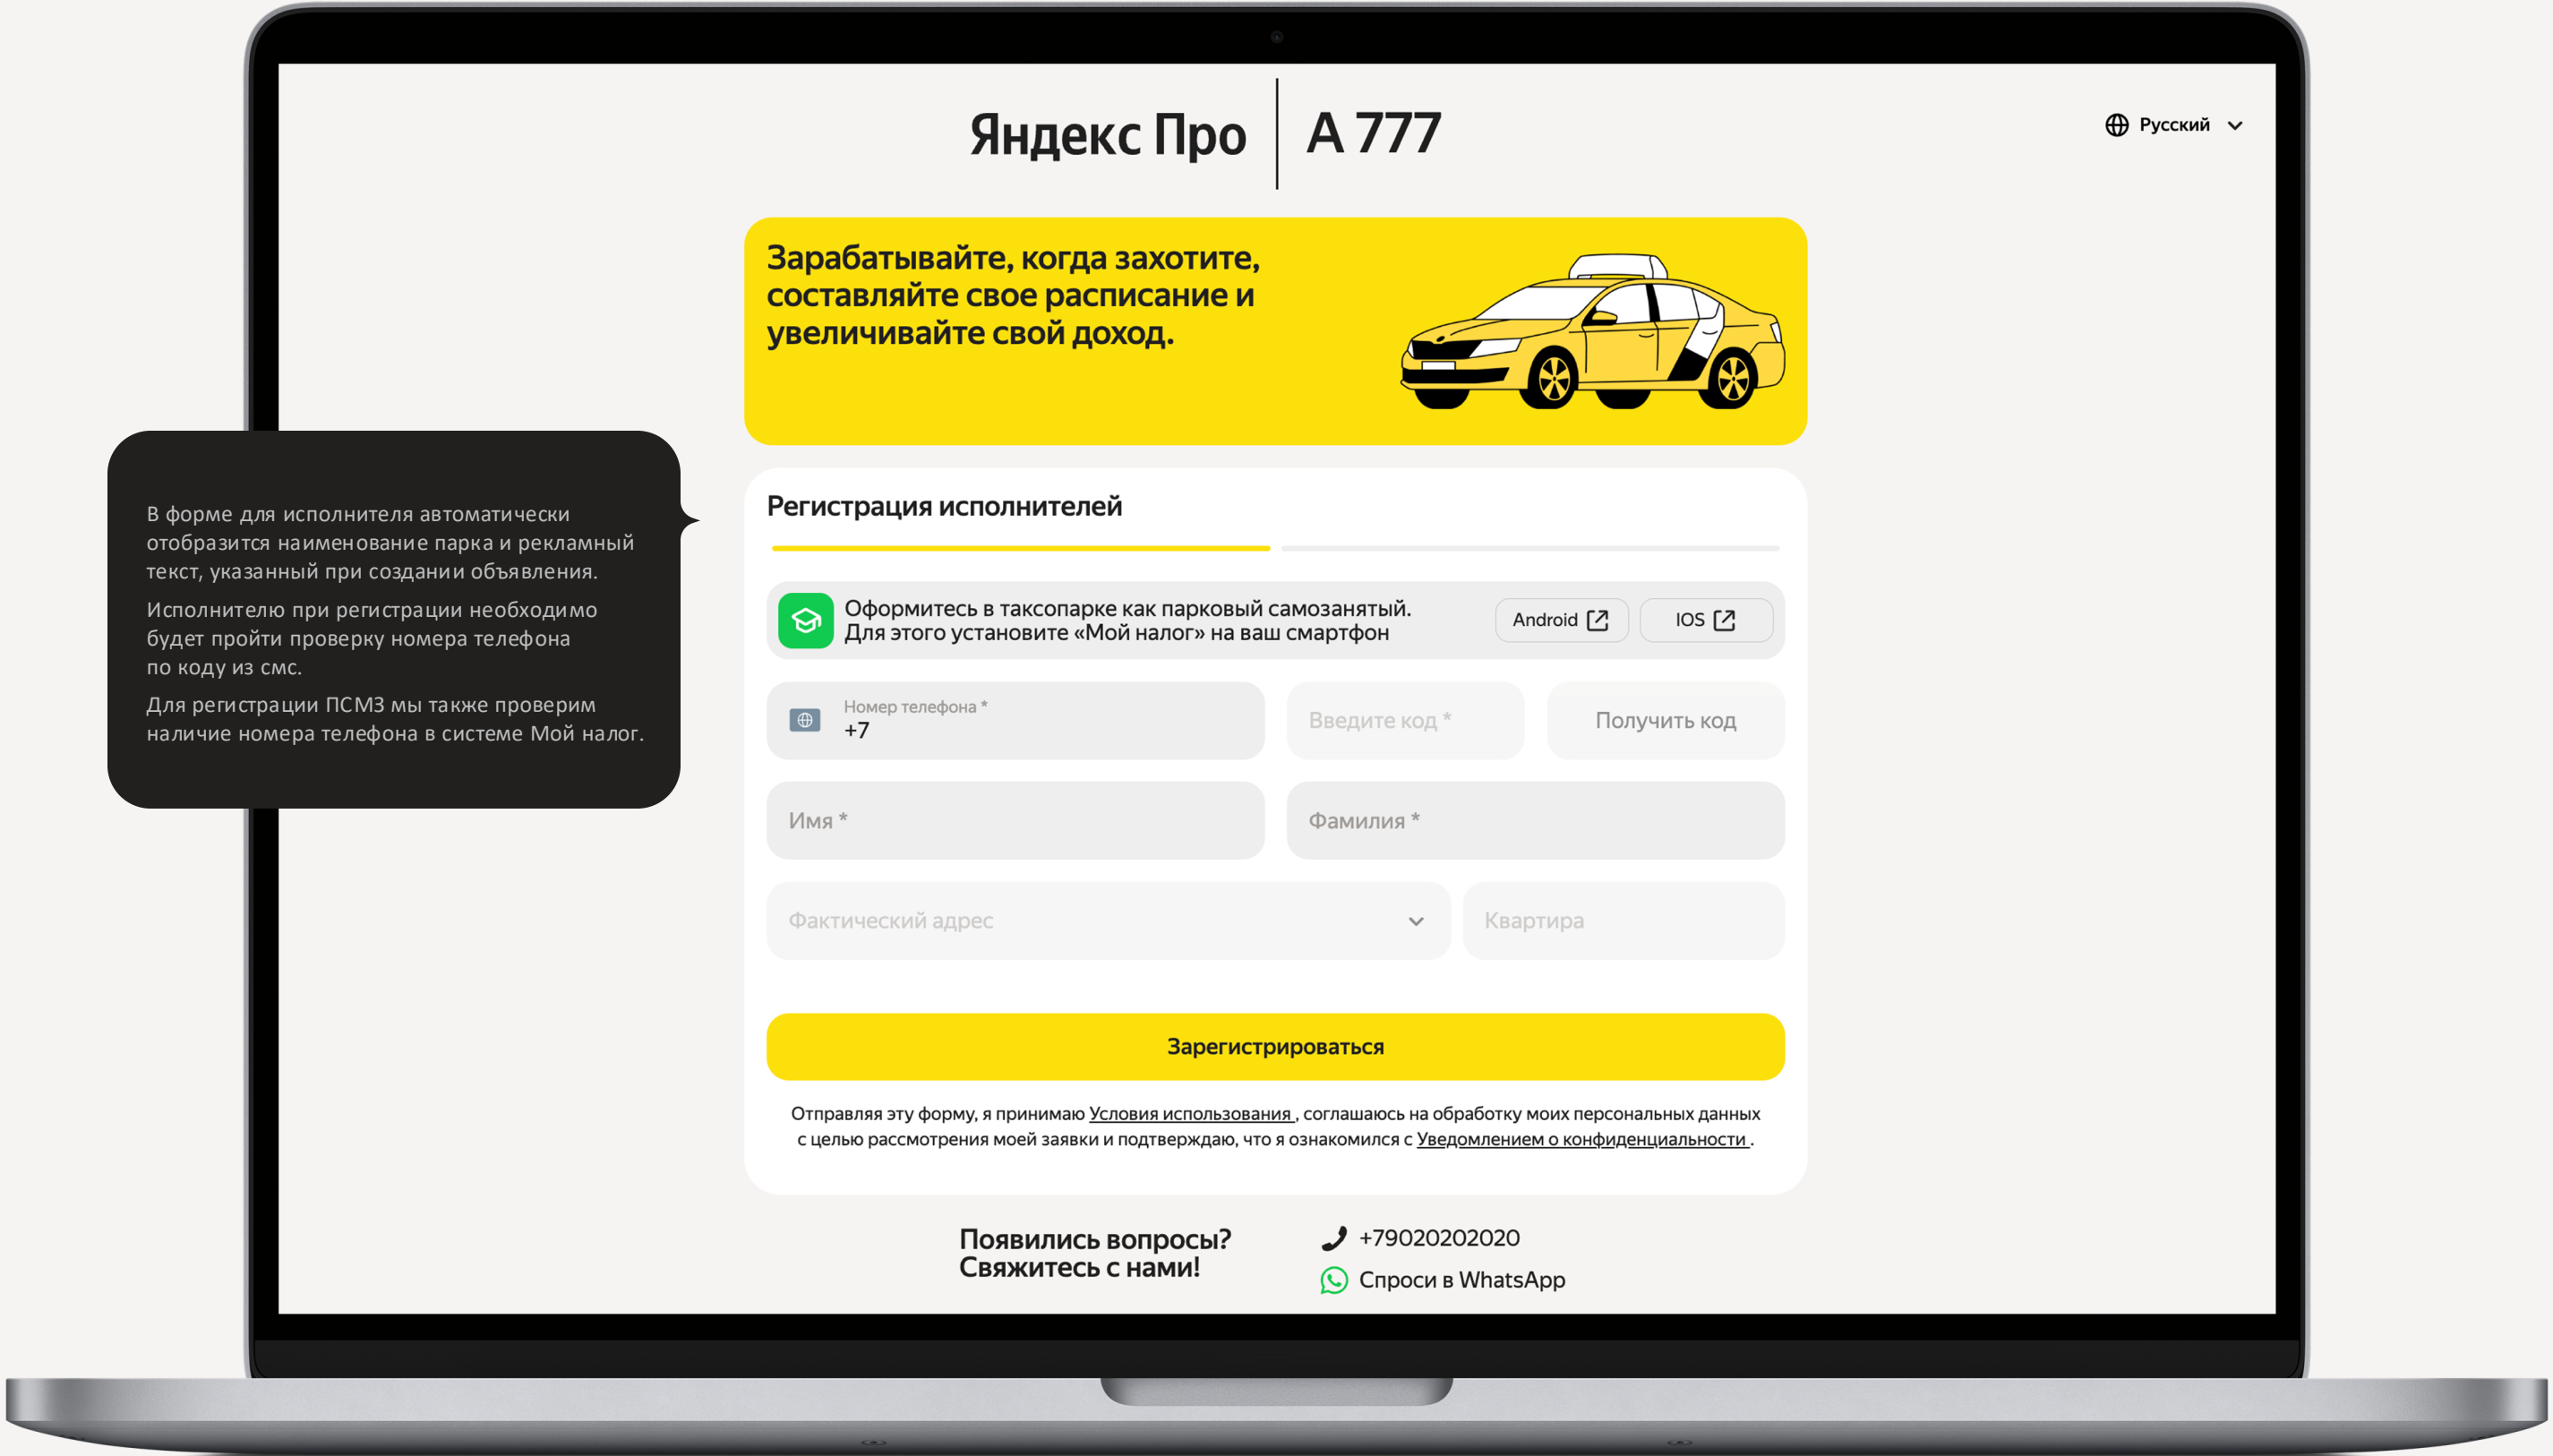 Яндекс Про
А 777
Русский
Зарабатывайте, когда захотите,
составляйте свое расписание и
увеличивайте свой доход.
В форме для исполнителя автоматически
отобразится наименование парка и рекламный
текст, указанный при создании объявления.
Исполнителю при регистрации необходимо
будет пройти проверку номера телефона
по коду из смс.
Для регистрации ПСМЗ мы также проверим
наличие номера телефона в системе Мой налог.
Регистрация исполнителей
Оформитесь в таксопарке как парковый самозанятый.
Для этого установите «Мой налог» на ваш смартфон
Android
IOS
Номер телефона *
+7
Введите код *
Получить код
Имя *
Фамилия *
Фактический адрес
Квартира
Зарегистрироваться
Отправляя эту форму, я принимаю Условия использования , соглашаюсь на обработку моих персональных данных
с целью рассмотрения моей заявки и подтверждаю, что я ознакомился с Уведомлением о конфиденциальности .
Появились вопросы?
Свяжитесь с нами!
+79020202020
Спроси в WhatsApp